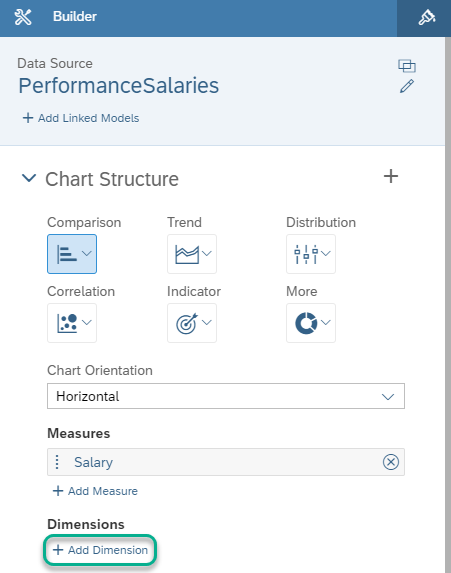 Builder
Data Source
PerformanceSalaries
Add Linked Models
Chart Structure
Comparison Trend Distribution
Correlation Indicator More
Chart Orientation
Horizontal
Measures
Salary
Add Measure
Dimensions
Add Dimension